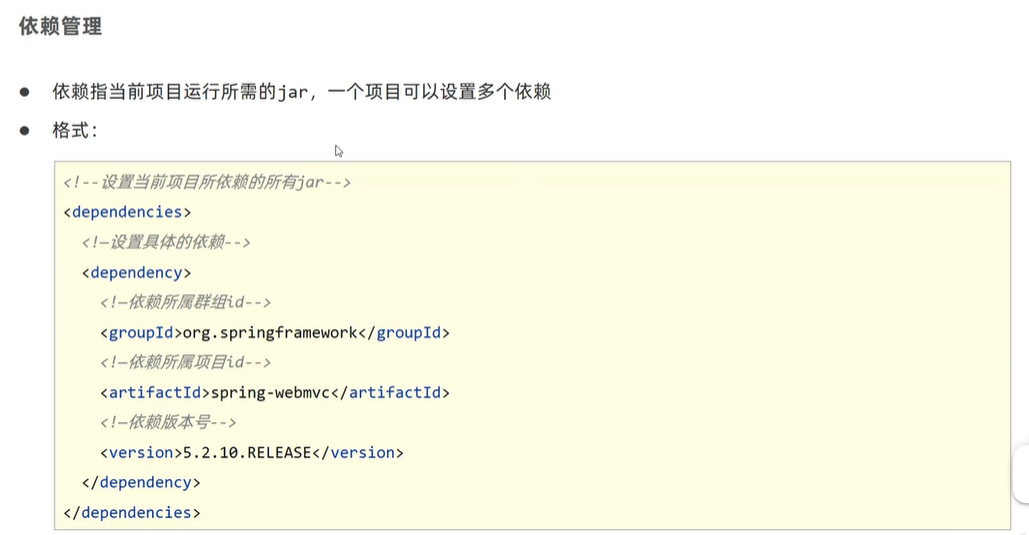 依赖管理
● 依赖指当前项目运行所需的jar，一个项目可以设置多个依赖
● 格式：
<!--设置当前项目所依赖的所有jar-->
<dependencies>
<!—设置具体的依赖-->
<dependency>
<!—依赖所属群组id-->
<groupId>org.springframework</groupId>
<!—依赖所属项目id-->
<artifactId>spring-webmvc</artifactId>
<!—依赖版本号-->
<version>5.2.10.RELEASE</version>
</dependency>
</dependencies>